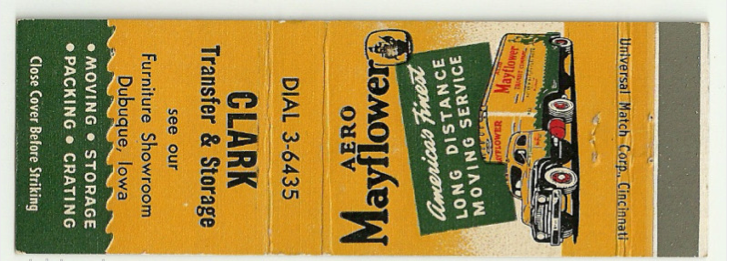 Universal Match Corp., Cincinnati
Mayflower
MAYFLOWER
America's Finest
LONG DISTANCE
MOVING SERVICE
AERO
Mayflower
DIAL 3-6435
CLARK
Transfer & Storage
see our
Furniture Showroom
Dubuque, Iowa
• MOVING • STORAGE
• PACKING • CRATING
Close Cover Before Striking